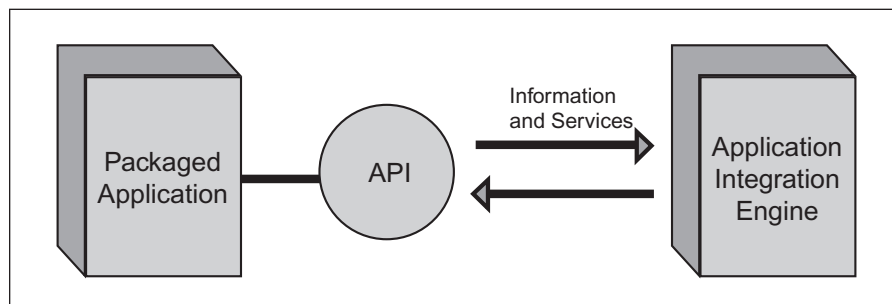 Packaged
Application
API
Information
and Services
Application
Integration
Engine